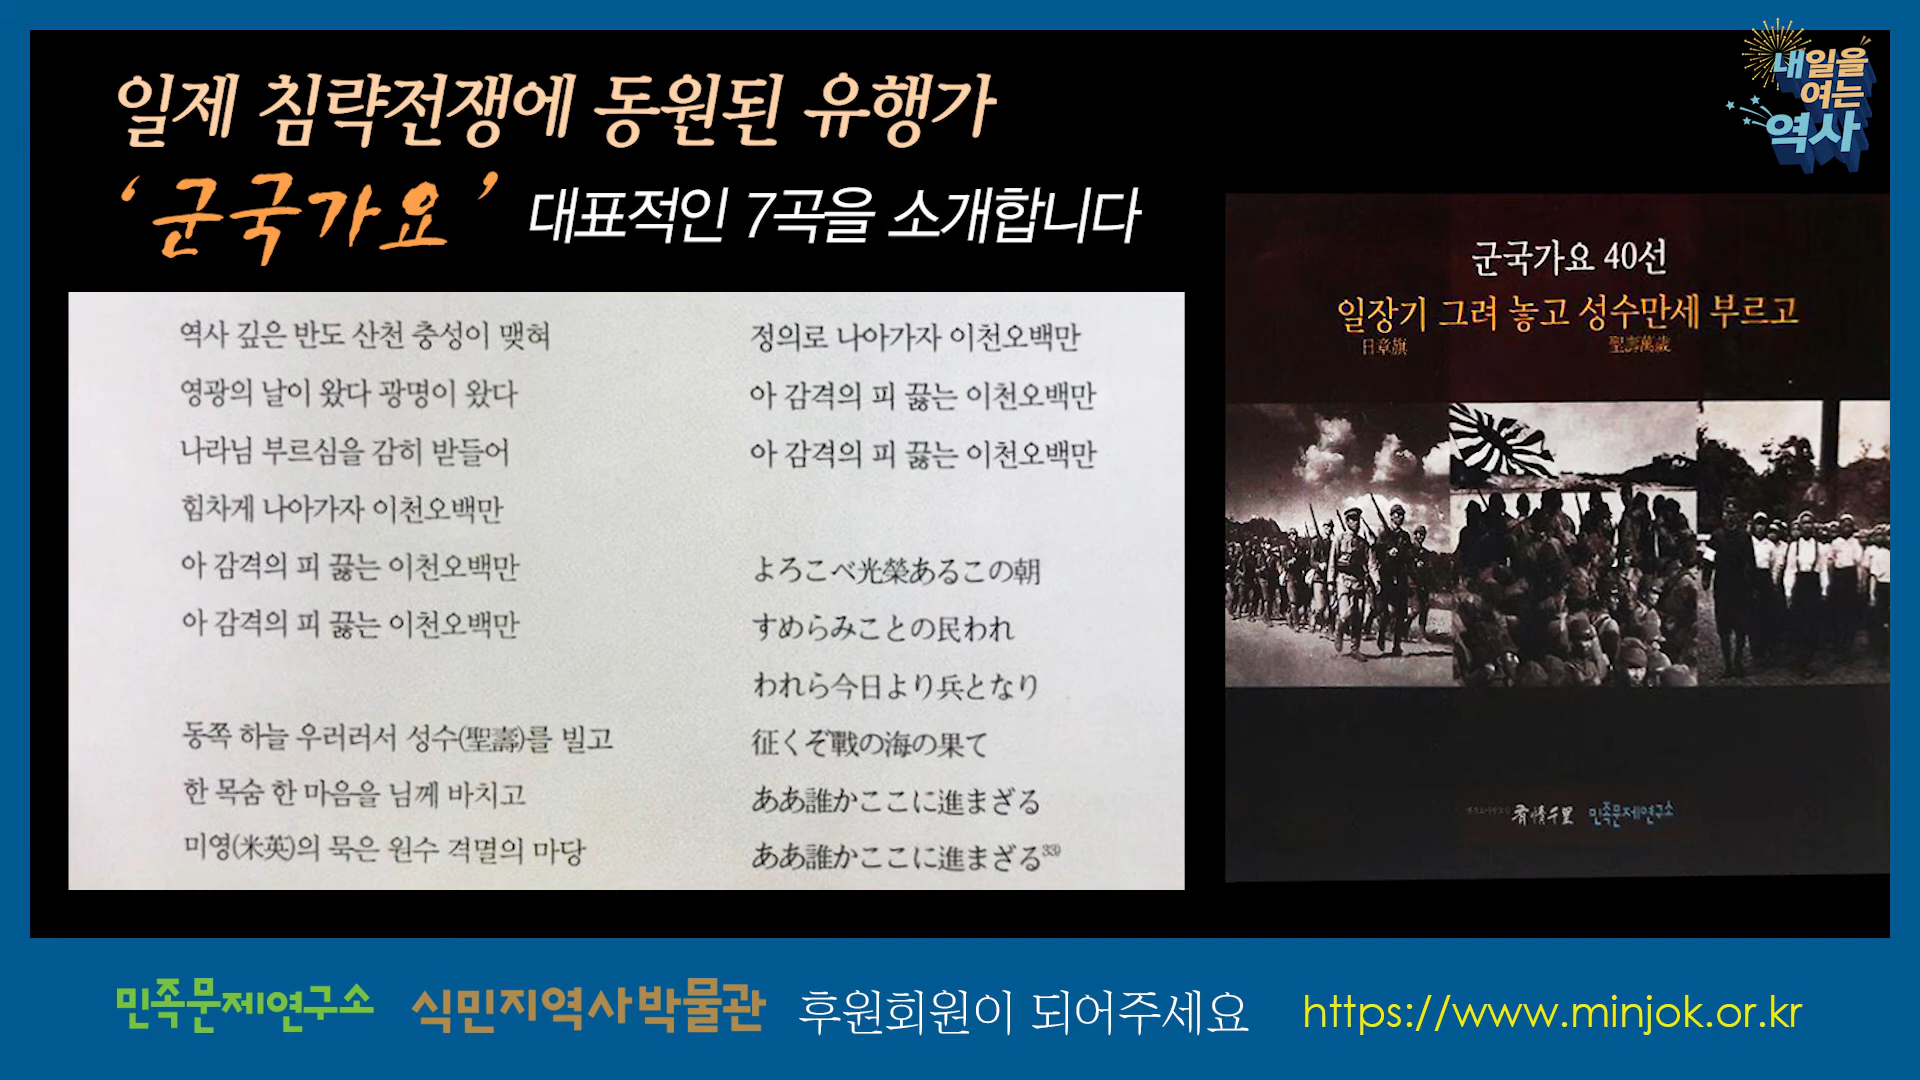 일제 침략전쟁에 동원된 유행가
‘군국가요’ 대표적인 7곡을 소개합니다
내일을
여는
역사
역사 깊은 반도 산천 충성이 맺혀
영광의 날이 왔다 광명이 왔다
나라님 부르심을 감히 받들어
힘차게 나아가자 이천오백만
아 감격의 피 끓는 이천오백만
아 감격의 피 끓는 이천오백만
동쪽 하늘 우러러서 성수(聖壽)를 빌고
한 목숨 한 마음을 님께 바치고
미영(米英)의 묵은 원수 격멸의 마당
정의로 나아가자 이천오백만
아 감격의 피 끓는 이천오백만
아 감격의 피 끓는 이천오백만
よろこべ光榮あるこの朝
すめらみことの民われ
われら今日より兵となり
征くぞ戰の海の果て
ああ誰かここに進まざる
ああ誰かここに進まざる33)
군국가요 40선
일장기 그려 놓고 성수만세 부르고
日章旗 聖壽萬歲
有情千里 민족문제연구소
민족문제연구소 식민지역사박물관 후원회원이 되어주세요 https://www.minjok.or.kr